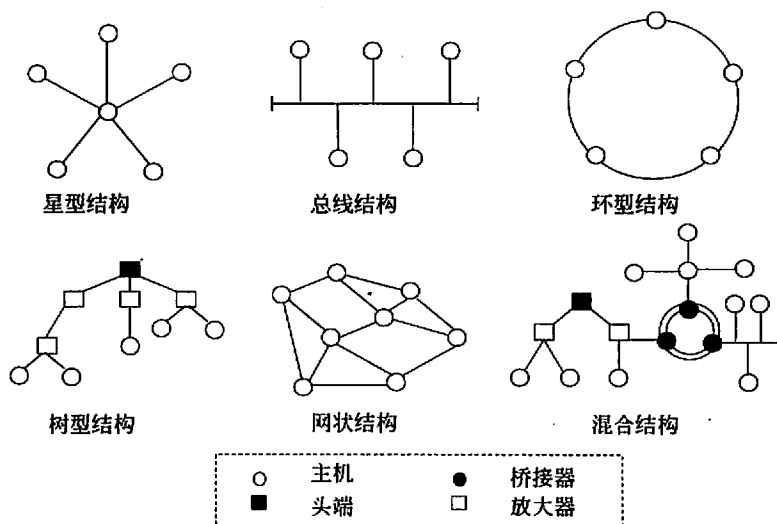 星型结构
总线结构
环型结构
树型结构
网状结构
混合结构
主机
桥接器
头端
放大器